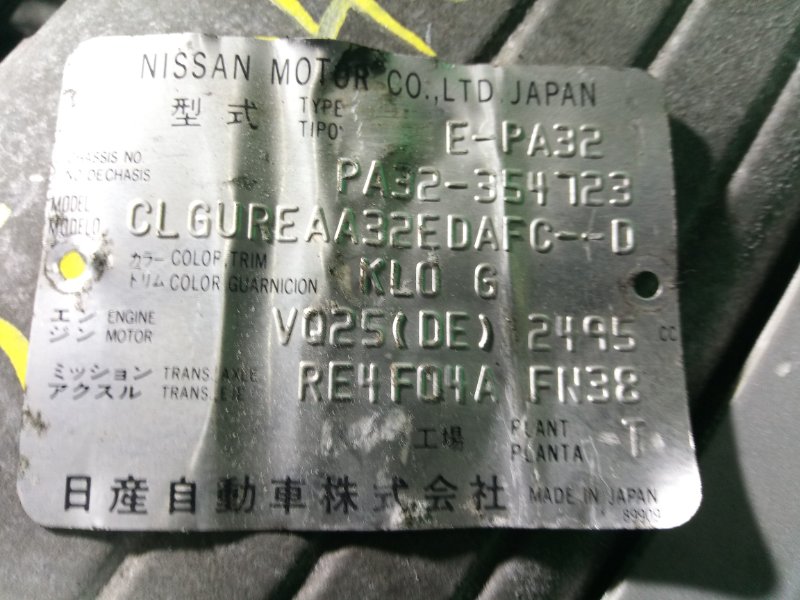 NISSAN MOTOR CO.,LTD JAPAN
型式 TYPE TIPO E-PA32
CHASSIS NO. NO DE CHASIS PA32-354723
MODEL MODELO CLGUREAA32EDAFC--D
カラー COLOR, TRIM
トリム COLOR GUARNICION KL0 G
エンジン ENGINE MOTOR VQ25(DE) 2495 CC
ミッション TRANS. AXLE
アクスル TRANS. EJE RE4F04A FN38
工場 PLANT PLANTA T
日産自動車株式会社 MADE IN JAPAN
89909